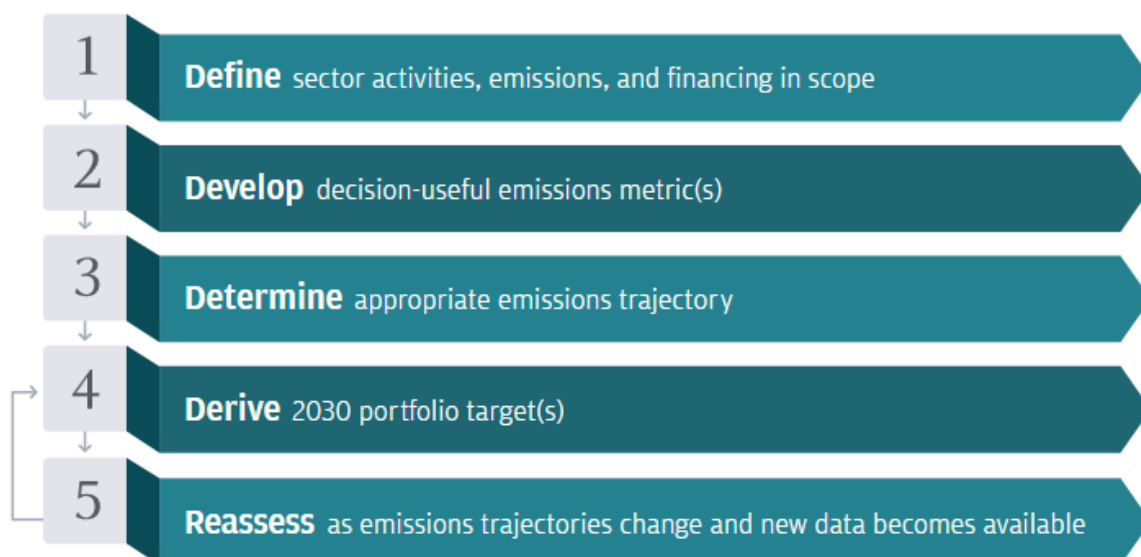 1
Define sector activities, emissions, and financing in scope
2
Develop decision-useful emissions metric(s)
3
Determine appropriate emissions trajectory
4
Derive 2030 portfolio target(s)
5
Reassess as emissions trajectories change and new data becomes available